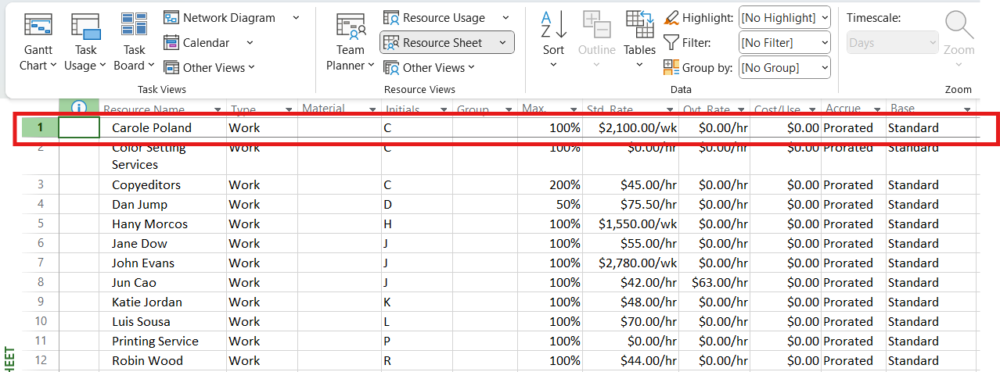 Network Diagram
Resource Usage
Highlight: [No Highlight]
Timescale:
Calendar
Resource Sheet
Filter: [No Filter]
Days
Gantt Chart
Task Usage
Task Board
Other Views
Team Planner
Other Views
A
Z
Sort
Outline
Tables
Group by: [No Group]
Zoom
Task Views
Resource Views
Data
Zoom
Resource Name Type Material Initials Group Max. Std. Rate Ovt. Rate Cost/Use Accrue Base
1 Carole Poland Work C 100% $2,100.00/wk $0.00/hr $0.00 Prorated Standard
2 Color Setting Services Work C 100% $0.00/hr $0.00/hr $0.00 Prorated Standard
3 Copyeditors Work C 200% $45.00/hr $0.00/hr $0.00 Prorated Standard
4 Dan Jump Work D 50% $75.50/hr $0.00/hr $0.00 Prorated Standard
5 Hany Morcos Work H 100% $1,550.00/wk $0.00/hr $0.00 Prorated Standard
6 Jane Dow Work J 100% $55.00/hr $0.00/hr $0.00 Prorated Standard
7 John Evans Work J 100% $2,780.00/wk $0.00/hr $0.00 Prorated Standard
8 Jun Cao Work J 100% $42.00/hr $63.00/hr $0.00 Prorated Standard
9 Katie Jordan Work K 100% $48.00/hr $0.00/hr $0.00 Prorated Standard
10 Luis Sousa Work L 100% $70.00/hr $0.00/hr $0.00 Prorated Standard
11 Printing Service Work P 100% $0.00/hr $0.00/hr $0.00 Prorated Standard
12 Robin Wood Work R 100% $44.00/hr $0.00/hr $0.00 Prorated Standard
HEET